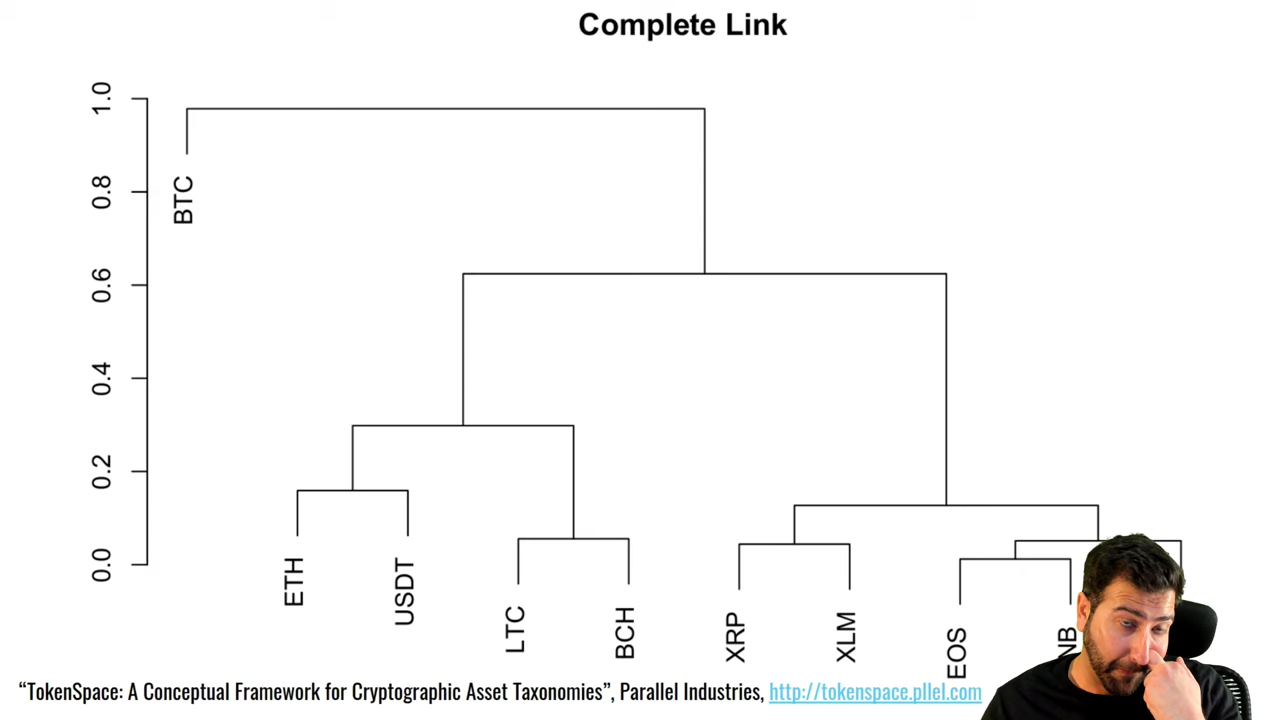 Complete Link
1.0
0.8
0.6
0.4
0.2
0.0
BTC
ETH
USDT
LTC
BCH
XRP
XLM
EOS
NB
“TokenSpace: A Conceptual Framework for Cryptographic Asset Taxonomies”, Parallel Industries, http://tokenspace.pllel.com